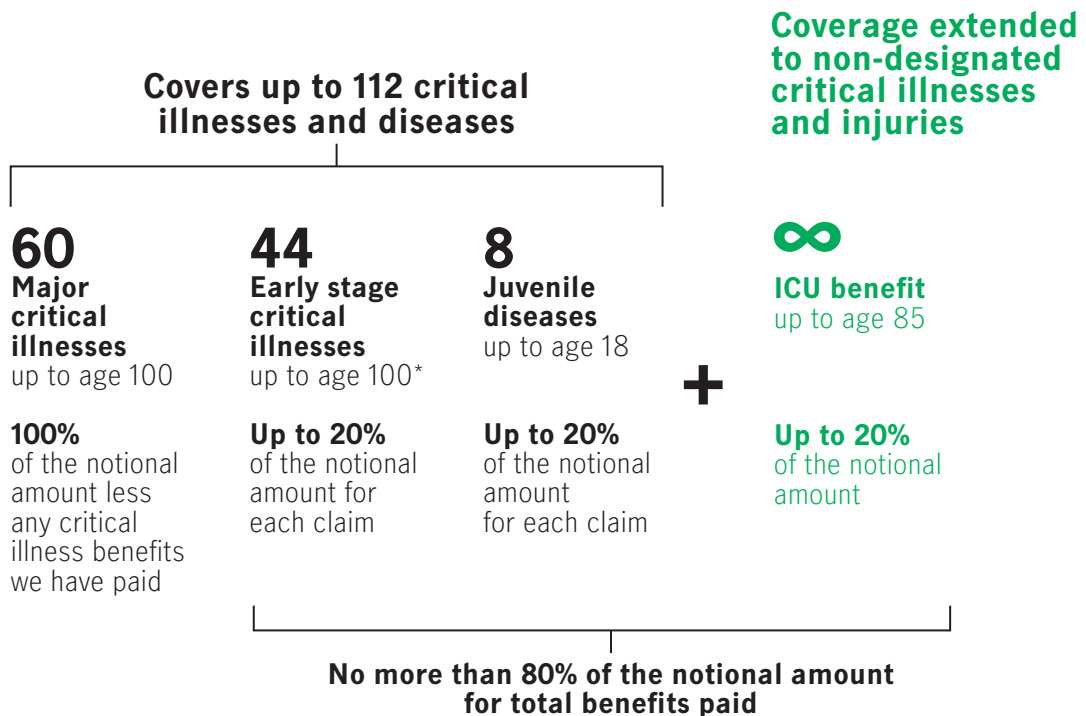 Covers up to 112 critical
illnesses and diseases
Coverage extended
to non-designated
critical illnesses
and injuries
60
Major
critical
illnesses
up to age 100
100%
of the notional
amount less
any critical
illness benefits
we have paid
44
Early stage
critical
illnesses
up to age 100*
Up to 20%
of the notional
amount for
each claim
8
Juvenile
diseases
up to age 18
Up to 20%
of the notional
amount
for each claim
+
∞
ICU benefit
up to age 85
Up to 20%
of the notional
amount
No more than 80% of the notional amount
for total benefits paid